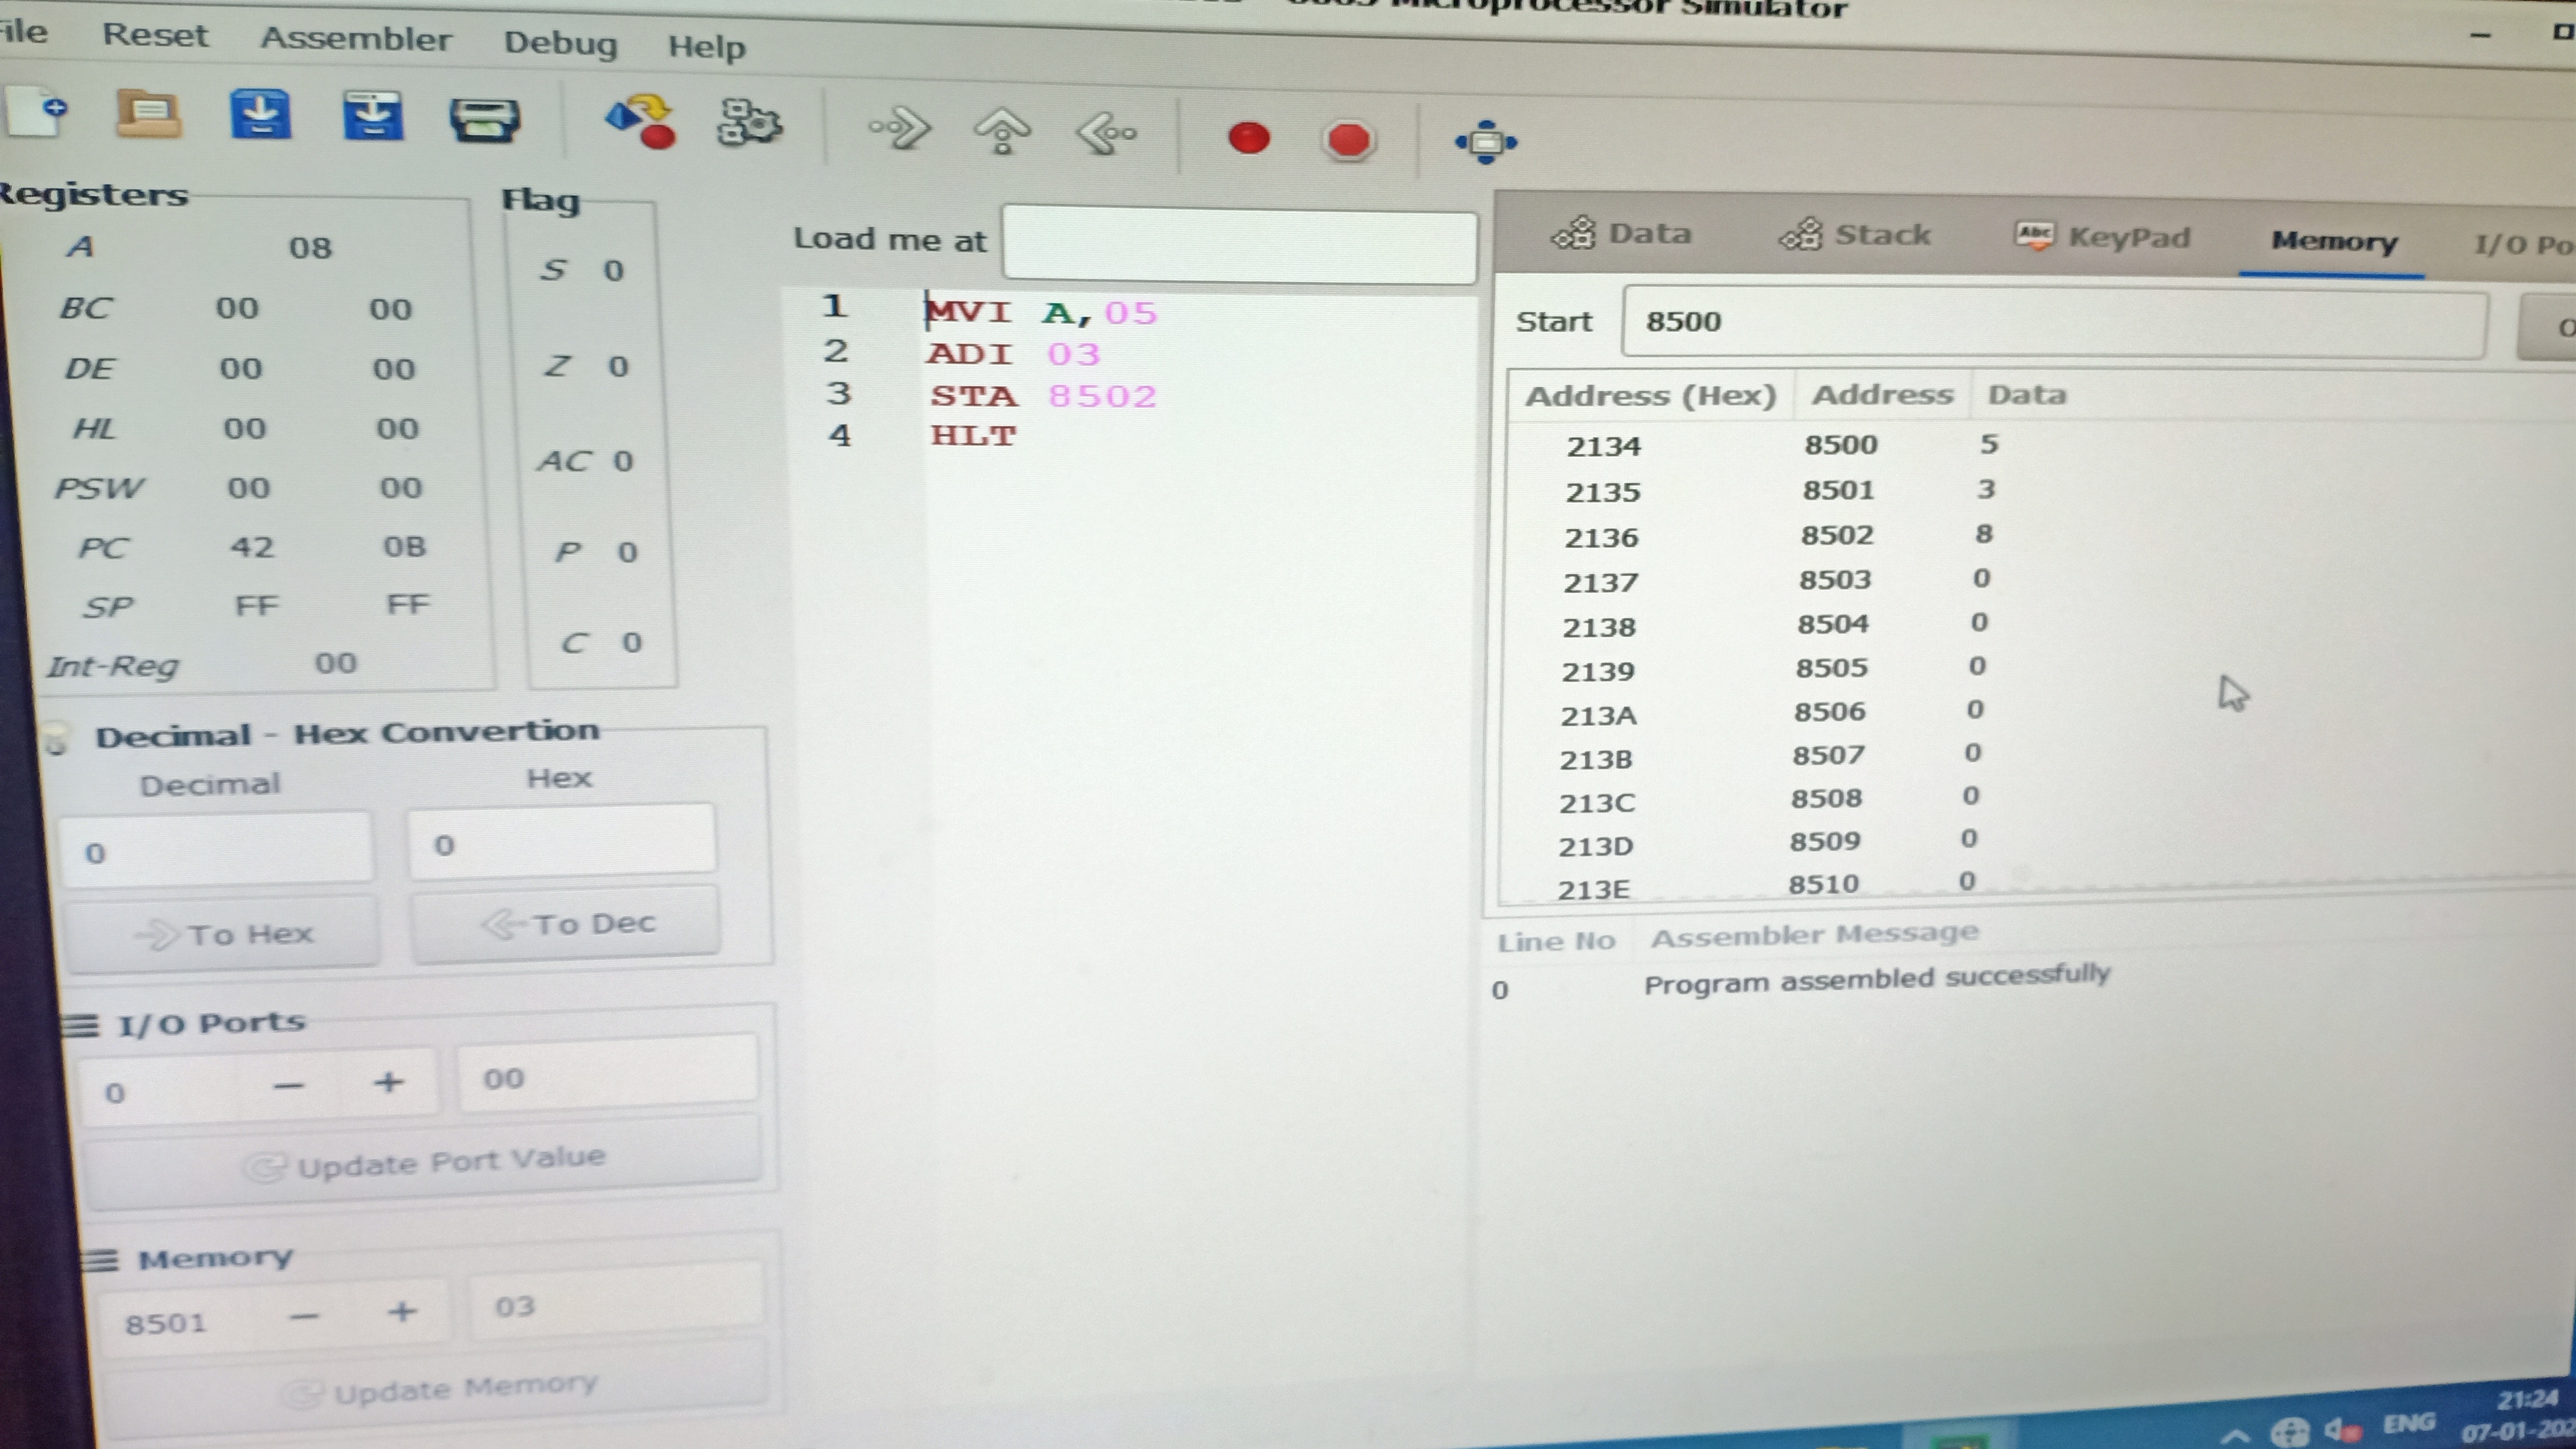 Microprocessor Simulator
Reset Assembler Debug Help
Registers
A 08
BC 00 00
DE 00 00
HL 00 00
PSW 00 00
PC 42 0B
SP FF FF
Int-Reg 00
Flag
S 0
Z 0
AC 0
P 0
C 0
Decimal - Hex Convertion
Decimal Hex
0 0
To Hex To Dec
I/O Ports
0 − + 00
Update Port Value
Memory
8501 − + 03
Update Memory
Load me at
1 MVI A,05
2 ADI 03
3 STA 8502
4 HLT
Data Stack Abc KeyPad Memory I/O Po
Start 8500
Address (Hex) Address Data
2134 8500 5
2135 8501 3
2136 8502 8
2137 8503 0
2138 8504 0
2139 8505 0
213A 8506 0
213B 8507 0
213C 8508 0
213D 8509 0
213E 8510 0
Line No Assembler Message
0 Program assembled successfully
21:24
ENG 07-01-202